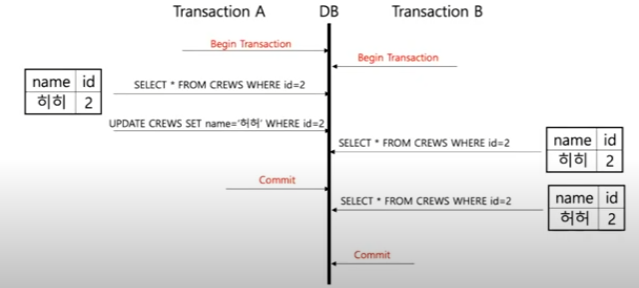 Transaction A DB Transaction B
Begin Transaction
Begin Transaction
name id
히히 2
SELECT * FROM CREWS WHERE id=2
UPDATE CREWS SET name='허허' WHERE id=2
SELECT * FROM CREWS WHERE id=2
name id
히히 2
Commit
SELECT * FROM CREWS WHERE id=2
name id
허허 2
Commit